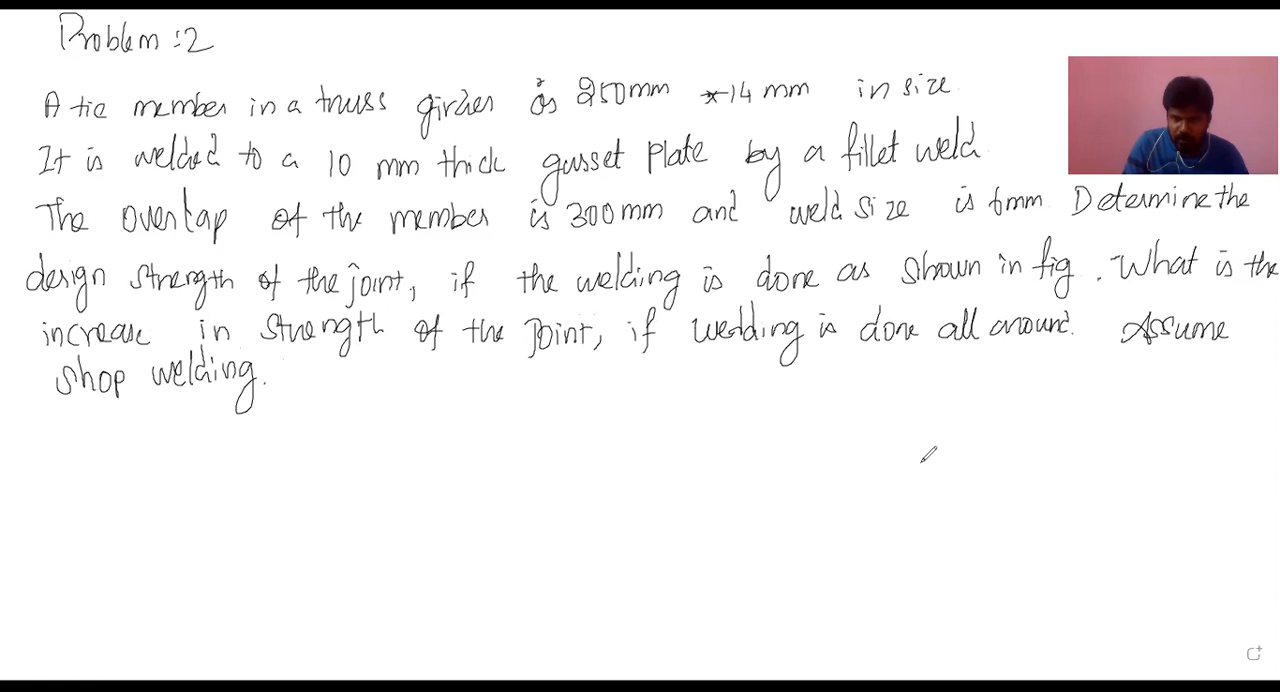 Problem :2
A tie member in a truss girder is 250mm * 14 mm in size.
It is welded to a 10 mm thick gusset plate by a fillet weld
The overlap of the member is 300mm and weld size is 6mm. Determine the
design strength of the joint, if the welding is done as shown in fig. What is the
increase in strength of the joint, if welding is done all around. Assume
shop welding.